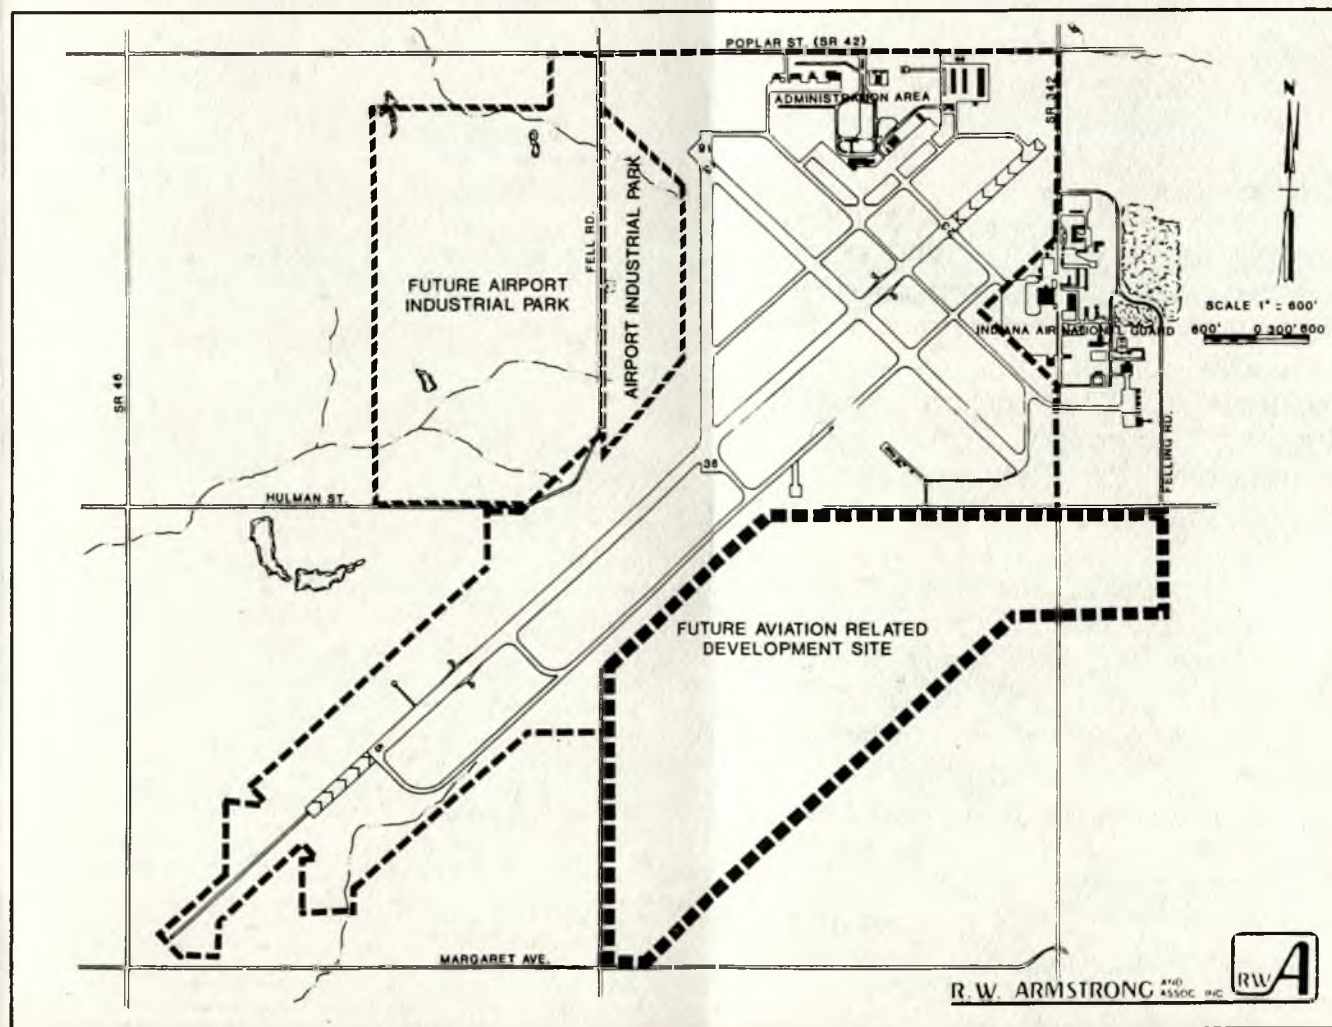 POPLAR ST. (SR 42)
SR 342
N
ADMINISTRATION AREA
FELL RD.
AIRPORT INDUSTRIAL PARK
FUTURE AIRPORT
INDUSTRIAL PARK
SCALE 1" = 600'
600' 0 300' 600
INDIANA AIR NATIONAL GUARD
SR 46
FELLING RD.
36
HULMAN ST.
FUTURE AVIATION RELATED
DEVELOPMENT SITE
MARGARET AVE.
R.W. ARMSTRONG AND
ASSOC. INC
RWA